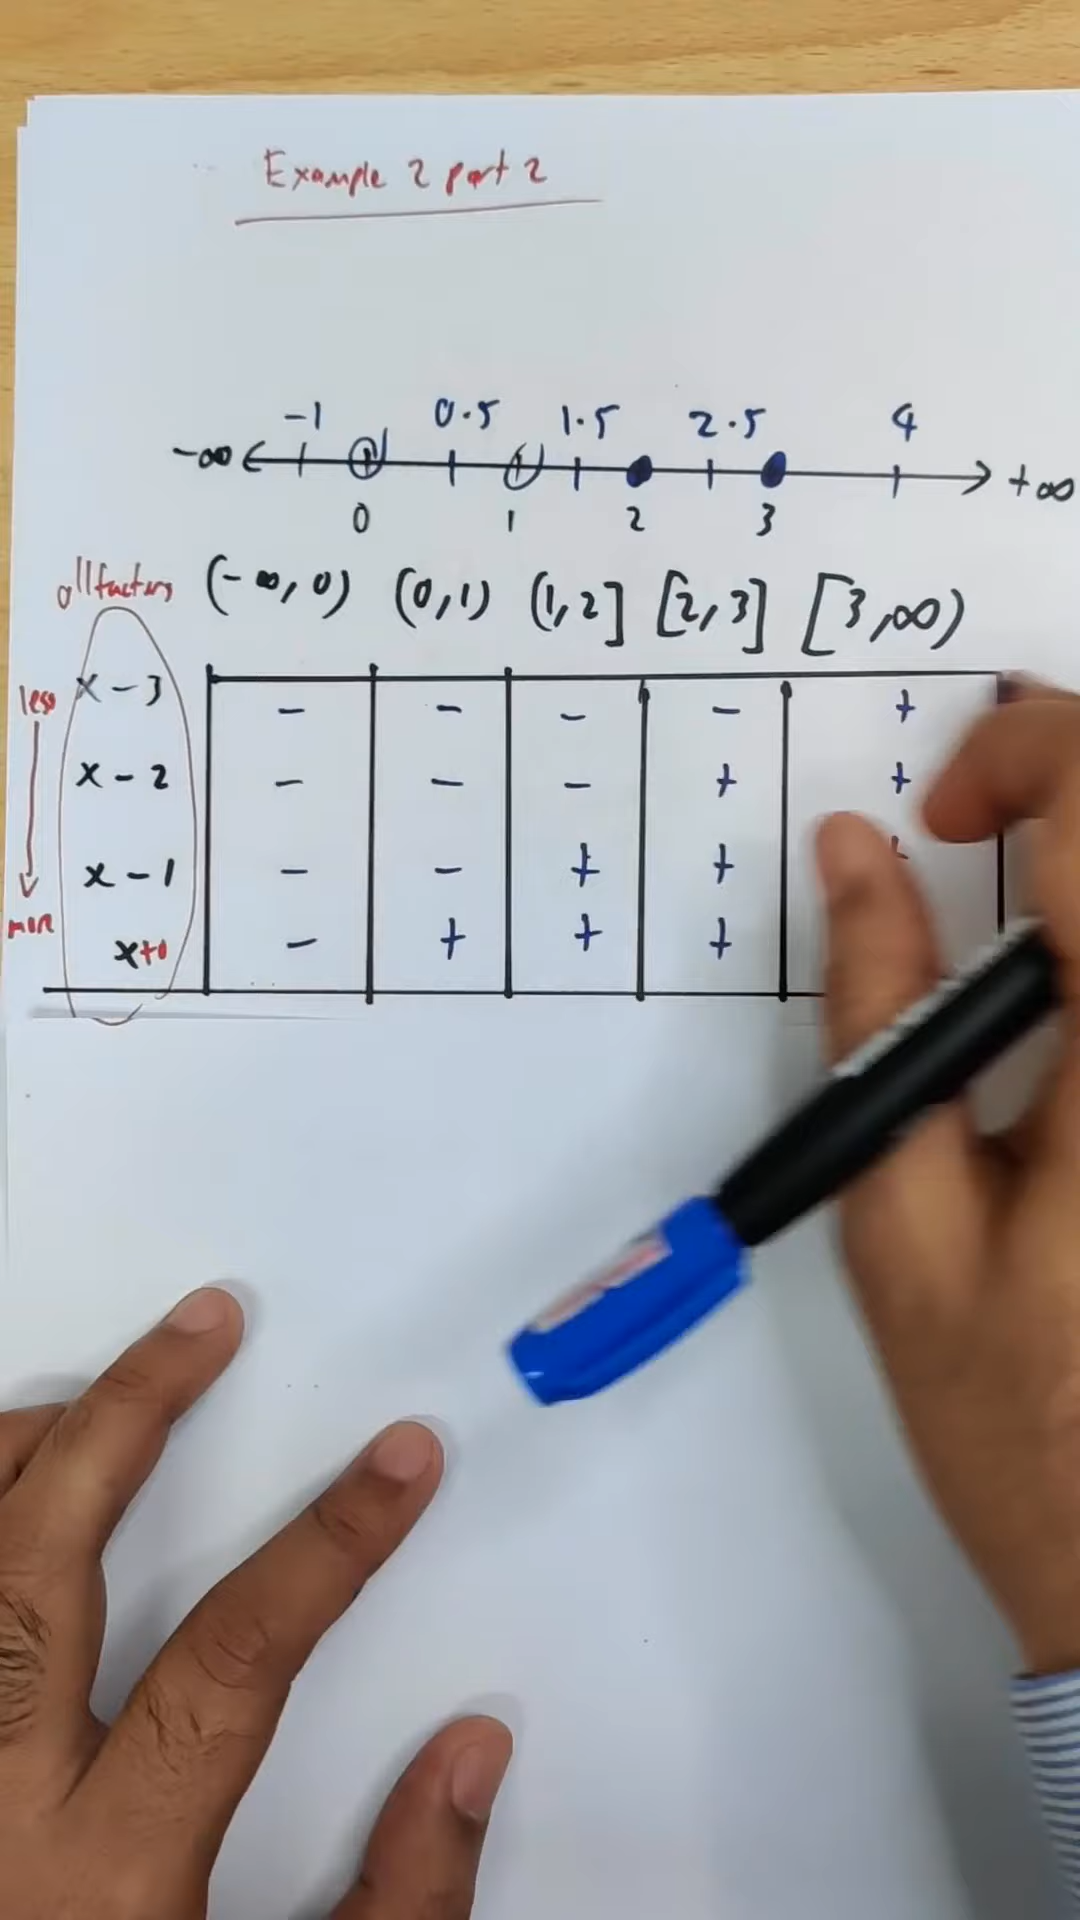 Example 2 part 2
-1 0.5 1.5 2.5 4
-∞ +∞
0 1 2 3
all factors (-∞, 0) (0, 1) (1, 2] [2, 3] [3, ∞)
less x - 3 - - - - +
x - 2 - - - + +
x - 1 - - + + +
more x+0 - + + +